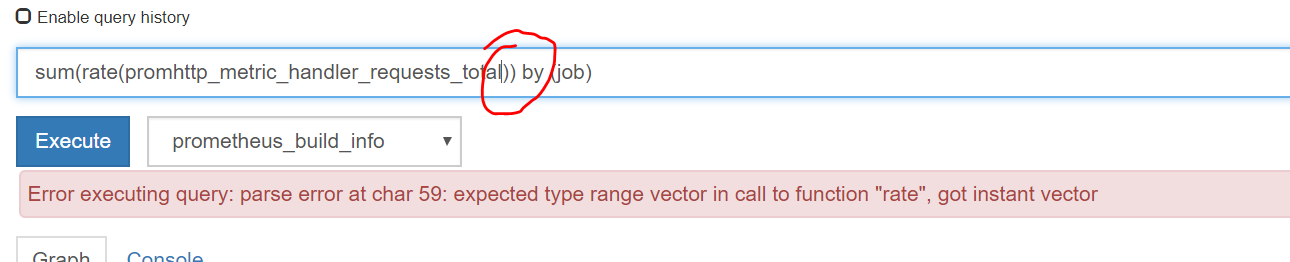 Enable query history
sum(rate(promhttp_metric_handler_requests_total)) by (job)
Execute
prometheus_build_info
Error executing query: parse error at char 59: expected type range vector in call to function "rate", got instant vector
Graph
Console